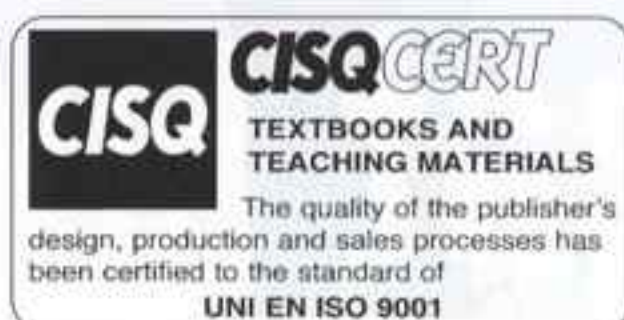 CISQ
CISQCERT
TEXTBOOKS AND
TEACHING MATERIALS
The quality of the publisher's
design, production and sales processes has
been certified to the standard of
UNI EN ISO 9001